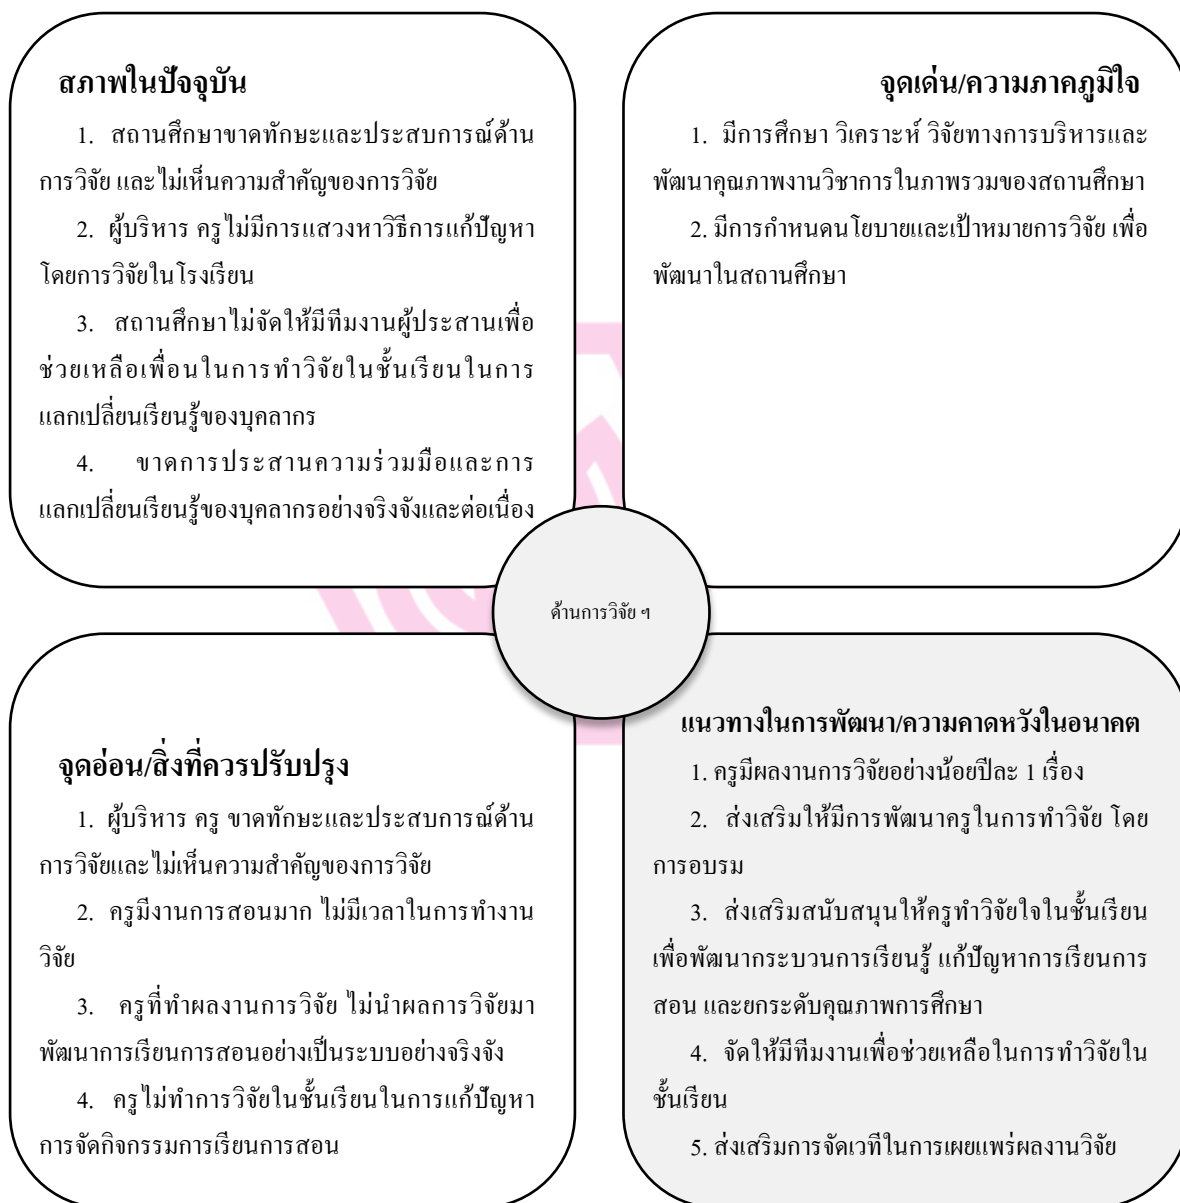 สภาพในปัจจุบัน
1. สถานศึกษาขาดทักษะและประสบการณ์ด้าน
การวิจัย และไม่เห็นความสำคัญของการวิจัย
2. ผู้บริหาร ครูไม่มีการแสวงหาวิธีการแก้ปัญหา
โดยการวิจัยในโรงเรียน
3. สถานศึกษาไม่จัดให้มีทีมงานผู้ประสานเพื่อ
ช่วยเหลือเพื่อนในการทำวิจัยในชั้นเรียนในการ
แลกเปลี่ยนเรียนรู้ของบุคลากร
4. ขาดการประสานความร่วมมือและการ
แลกเปลี่ยนเรียนรู้ของบุคลากรอย่างจริงจังและต่อเนื่อง
จุดเด่น/ความภาคภูมิใจ
1. มีการศึกษา วิเคราะห์ วิจัยทางการบริหารและ
พัฒนาคุณภาพงานวิชาการในภาพรวมของสถานศึกษา
2. มีการกำหนดนโยบายและเป้าหมายการวิจัย เพื่อ
พัฒนาในสถานศึกษา
ด้านการวิจัย ฯ
จุดอ่อน/สิ่งที่ควรปรับปรุง
1. ผู้บริหาร ครู ขาดทักษะและประสบการณ์ด้าน
การวิจัยและไม่เห็นความสำคัญของการวิจัย
2. ครูมีงานการสอนมาก ไม่มีเวลาในการทำงาน
วิจัย
3. ครูที่ทำผลงานการวิจัย ไม่นำผลการวิจัยมา
พัฒนาการเรียนการสอนอย่างเป็นระบบอย่างจริงจัง
4. ครูไม่ทำการวิจัยในชั้นเรียนในการแก้ปัญหา
การจัดกิจกรรมการเรียนการสอน
แนวทางในการพัฒนา/ความคาดหวังในอนาคต
1. ครูมีผลงานการวิจัยอย่างน้อยปีละ 1 เรื่อง
2. ส่งเสริมให้มีการพัฒนาครูในการทำวิจัย โดย
การอบรม
3. ส่งเสริมสนับสนุนให้ครูทำวิจัยใจในชั้นเรียน
เพื่อพัฒนากระบวนการเรียนรู้ แก้ปัญหาการเรียนการ
สอน และยกระดับคุณภาพการศึกษา
4. จัดให้มีทีมงานเพื่อช่วยเหลือในการทำวิจัยใน
ชั้นเรียน
5. ส่งเสริมการจัดเวทีในการเผยแพร่ผลงานวิจัย